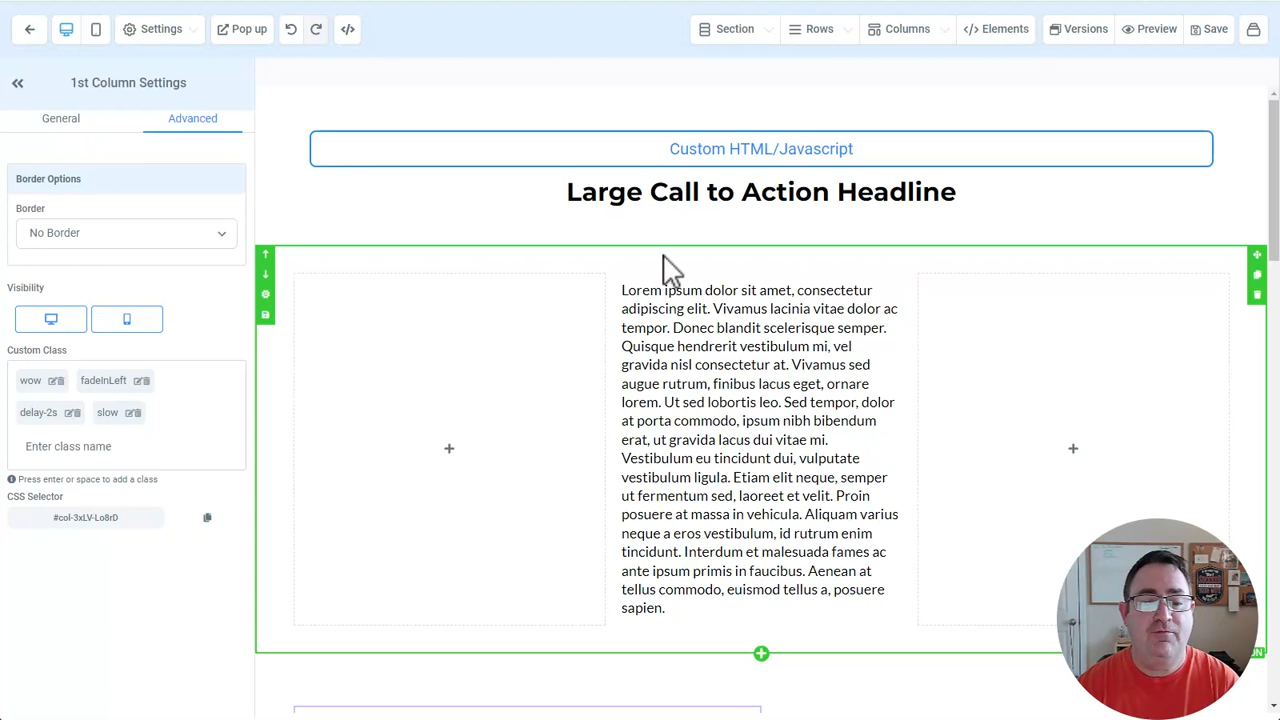 Settings
Pop up
Section
Rows
Columns
Elements
Versions
Preview
Save
1st Column Settings
General
Advanced
Border Options
Border
No Border
Visibility
Custom Class
wow
fadeInLeft
delay-2s
slow
Enter class name
Press enter or space to add a class
CSS Selector
#col-3xLV-Lo8rD
Custom HTML/Javascript
Large Call to Action Headline
Lorem ipsum dolor sit amet, consectetur
adipiscing elit. Vivamus lacinia vitae dolor ac
tempor. Donec blandit scelerisque semper.
Quisque hendrerit vestibulum mi, vel
gravida nisl consectetur at. Vivamus sed
augue rutrum, finibus lacus eget, ornare
lorem. Ut sed lobortis leo. Sed tempor, dolor
at porta commodo, ipsum nibh bibendum
erat, ut gravida lacus dui vitae mi.
Vestibulum eu tincidunt dui, vulputate
vestibulum ligula. Etiam elit neque, semper
ut fermentum sed, laoreet et velit. Proin
posuere at massa in vehicula. Aliquam varius
neque a eros vestibulum, id rutrum enim
tincidunt. Interdum et malesuada fames ac
ante ipsum primis in faucibus. Aenean at
tellus commodo, euismod tellus a, posuere
sapien.